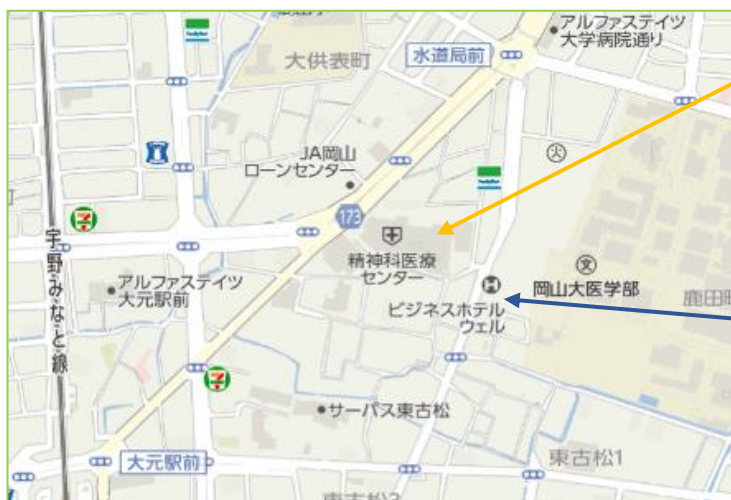 アルファステイツ
大学病院通り
大供表町
水道局前
JA岡山
ローンセンター
火
173
精神科医療
センター
文
岡山大医学部
鹿田町
宇野みなと線
アルファステイツ
大元駅前
H
ビジネスホテル
ウェル
7
7
サーパス東古松
大元駅前
東古松1